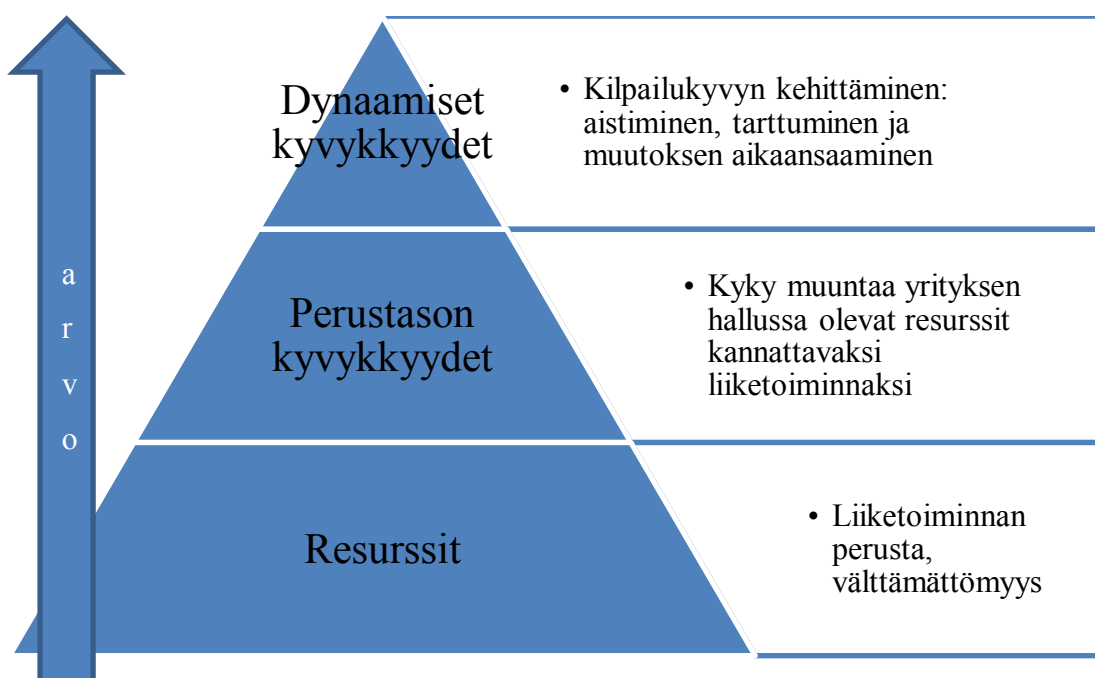 Dynaamiset
kyvykkyydet
• Kilpailukyvyn kehittäminen:
aistiminen, tarttuminen ja
muutoksen aikaansaaminen
a
r
v
o
Perustason
kyvykkyydet
• Kyky muuntaa yrityksen
hallussa olevat resurssit
kannattavaksi
liiketoiminnaksi
Resurssit
• Liiketoiminnan
perusta,
välttämättömyys